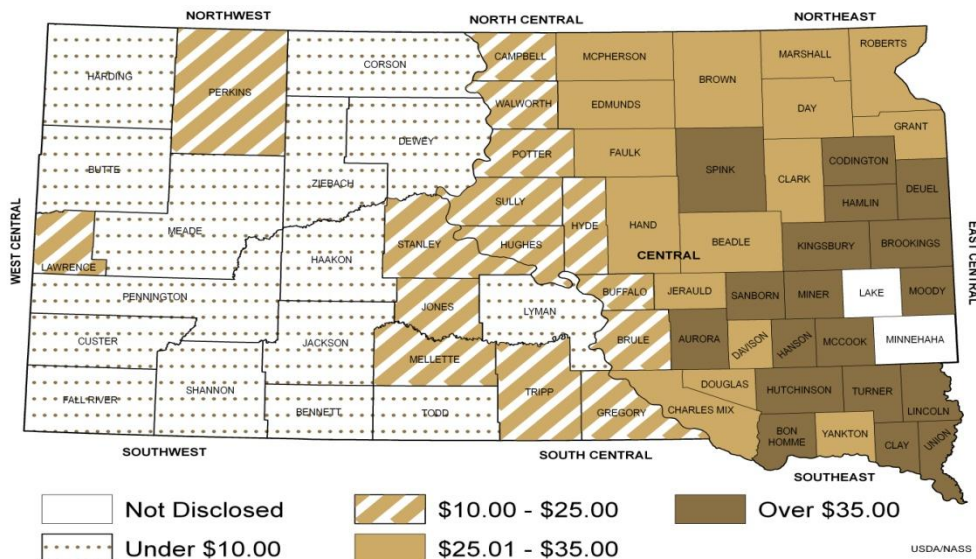 NORTHWEST
NORTH CENTRAL
NORTHEAST
HARDING
PERKINS
CORSON
CAMPBELL
MCPHERSON
BROWN
MARSHALL
ROBERTS
WALWORTH
EDMUNDS
DAY
DEWEY
GRANT
BUTTE
ZIEBACH
POTTER
FAULK
SPINK
CLARK
CODINGTON
DEUEL
HAMLIN
WEST CENTRAL
MEADE
SULLY
HYDE
HAND
BEADLE
KINGSBURY
BROOKINGS
EAST CENTRAL
LAWRENCE
HAAKON
STANLEY
HUGHES
CENTRAL
PENNINGTON
JONES
LYMAN
BUFFALO
JERAULD
SANBORN
MINER
LAKE
MOODY
CUSTER
JACKSON
MELLETTE
BRULE
AURORA
DAVISON
HANSON
MCCOOK
MINNEHAHA
FALL RIVER
SHANNON
BENNETT
TODD
TRIPP
GREGORY
DOUGLAS
CHARLES MIX
HUTCHINSON
TURNER
LINCOLN
BON
HOMME
YANKTON
CLAY
UNION
SOUTHWEST
SOUTH CENTRAL
SOUTHEAST
Not Disclosed
$10.00 - $25.00
Over $35.00
Under $10.00
$25.01 - $35.00
USDA/NASS